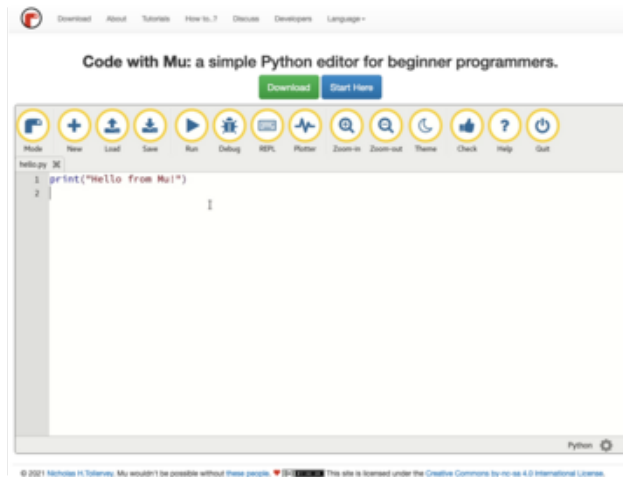 Download About Tutorials How to..? Discuss Developers Language
Code with Mu: a simple Python editor for beginner programmers.
Download Start Here
Mode New Load Save Run Debug REPL Plotter Zoom-in Zoom-out Theme Check Help Quit
hello.py
1 print("Hello from Mu!")
2
Python
© 2021 Nicholas H.Tollervey. Mu wouldn't be possible without these people. This site is licensed under the Creative Commons by-nc-sa 4.0 International License.